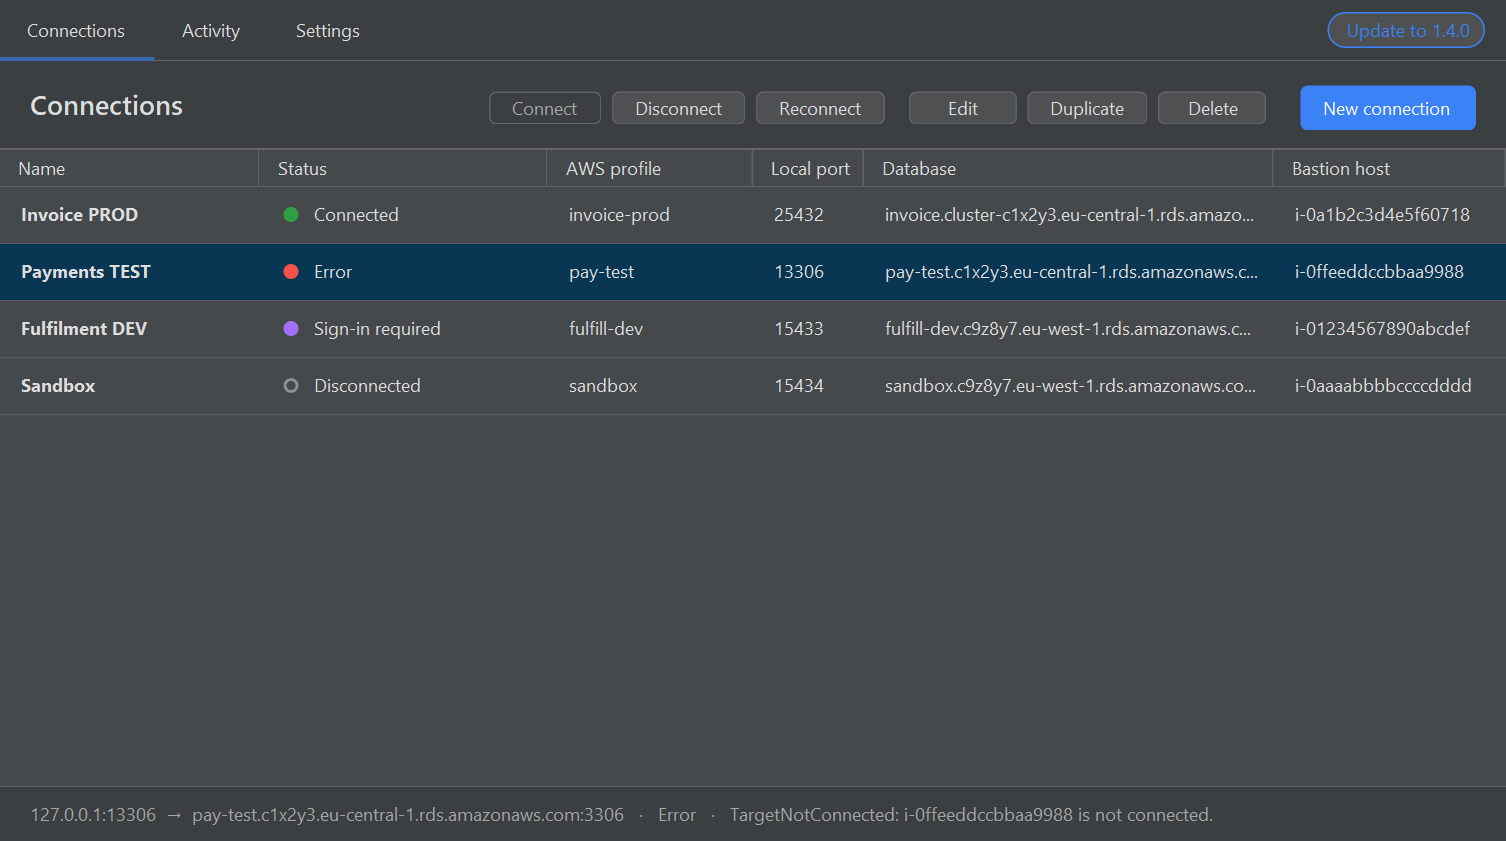 Connections Activity Settings Update to 1.4.0
Connections Connect Disconnect Reconnect Edit Duplicate Delete New connection
Name Status AWS profile Local port Database Bastion host
Invoice PROD Connected invoice-prod 25432 invoice.cluster-c1x2y3.eu-central-1.rds.amazo... i-0a1b2c3d4e5f60718
Payments TEST Error pay-test 13306 pay-test.c1x2y3.eu-central-1.rds.amazonaws.c... i-0ffeeddccbbaa9988
Fulfilment DEV Sign-in required fulfill-dev 15433 fulfill-dev.c9z8y7.eu-west-1.rds.amazonaws.c... i-01234567890abcdef
Sandbox Disconnected sandbox 15434 sandbox.c9z8y7.eu-west-1.rds.amazonaws.co... i-0aaaabbbbccccdddd
127.0.0.1:13306 → pay-test.c1x2y3.eu-central-1.rds.amazonaws.com:3306 · Error · TargetNotConnected: i-0ffeeddccbbaa9988 is not connected.